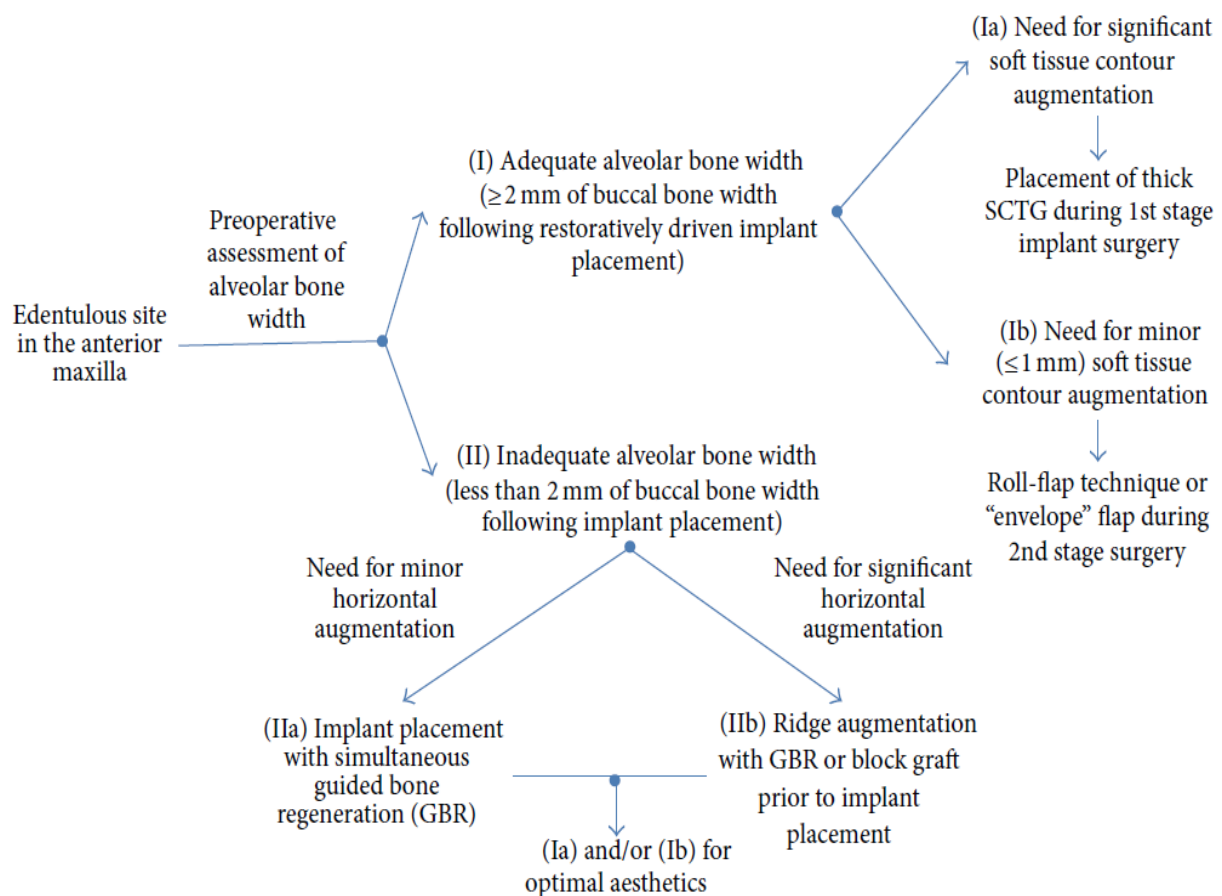 Edentulous site
in the anterior
maxilla
Preoperative
assessment of
alveolar bone
width
(I) Adequate alveolar bone width
(≥2 mm of buccal bone width
following restoratively driven implant
placement)
(Ia) Need for significant
soft tissue contour
augmentation
Placement of thick
SCTG during 1st stage
implant surgery
(Ib) Need for minor
(≤1 mm) soft tissue
contour augmentation
Roll-flap technique or
“envelope” flap during
2nd stage surgery
(II) Inadequate alveolar bone width
(less than 2 mm of buccal bone width
following implant placement)
Need for minor
horizontal
augmentation
Need for significant
horizontal
augmentation
(IIa) Implant placement
with simultaneous
guided bone
regeneration (GBR)
(IIb) Ridge augmentation
with GBR or block graft
prior to implant
placement
(Ia) and/or (Ib) for
optimal aesthetics